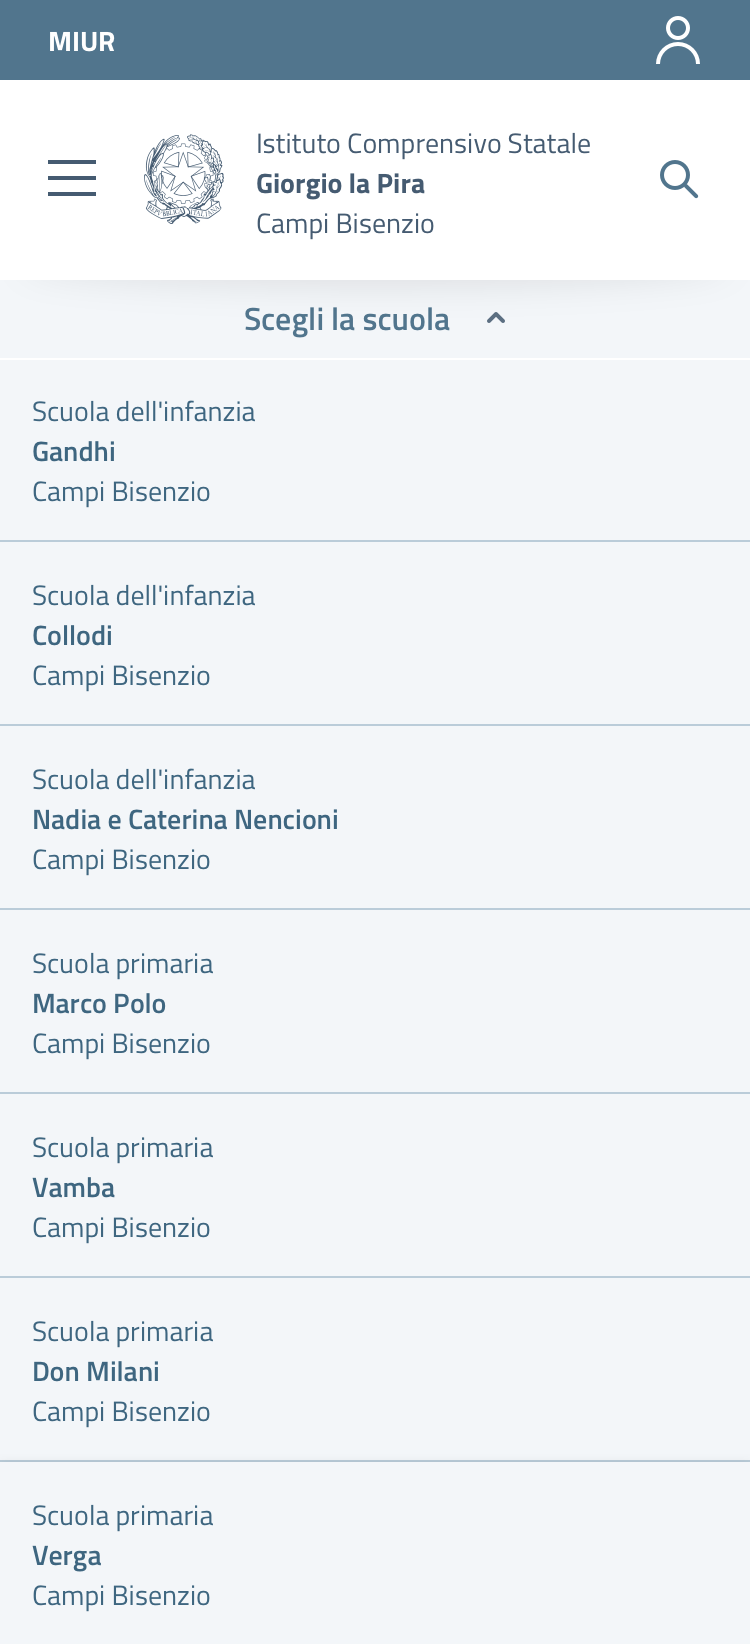 MIUR
Istituto Comprensivo Statale
Giorgio la Pira
Campi Bisenzio
REPVBBLICA ITALIANA
Scegli la scuola
Scuola dell'infanzia
Gandhi
Campi Bisenzio
Scuola dell'infanzia
Collodi
Campi Bisenzio
Scuola dell'infanzia
Nadia e Caterina Nencioni
Campi Bisenzio
Scuola primaria
Marco Polo
Campi Bisenzio
Scuola primaria
Vamba
Campi Bisenzio
Scuola primaria
Don Milani
Campi Bisenzio
Scuola primaria
Verga
Campi Bisenzio